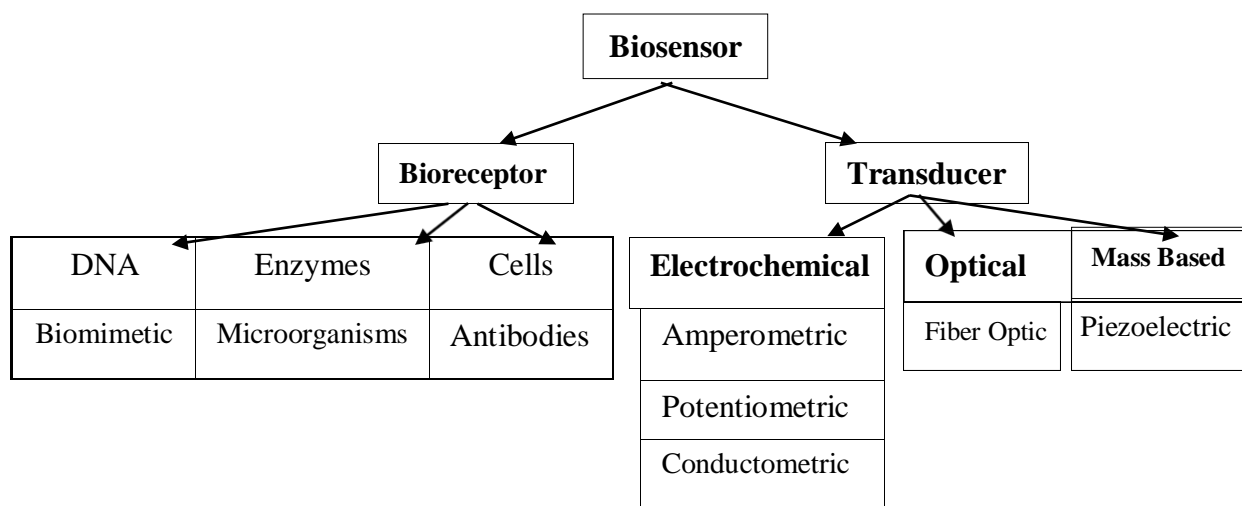 Biosensor
Bioreceptor
Transducer
DNA
Enzymes
Cells
Biomimetic
Microorganisms
Antibodies
Electrochemical
Amperometric
Potentiometric
Conductometric
Optical
Fiber Optic
Mass Based
Piezoelectric